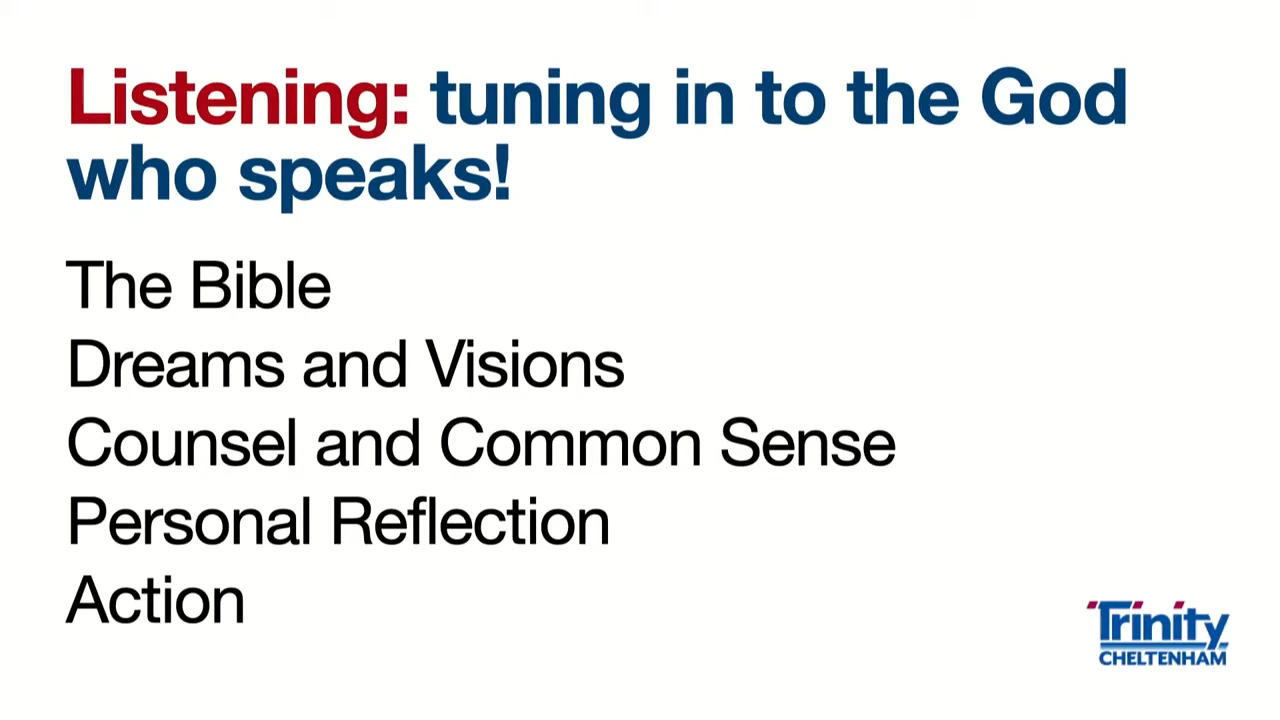 Listening: tuning in to the God
who speaks!
The Bible
Dreams and Visions
Counsel and Common Sense
Personal Reflection
Action
Trinity
CHELTENHAM